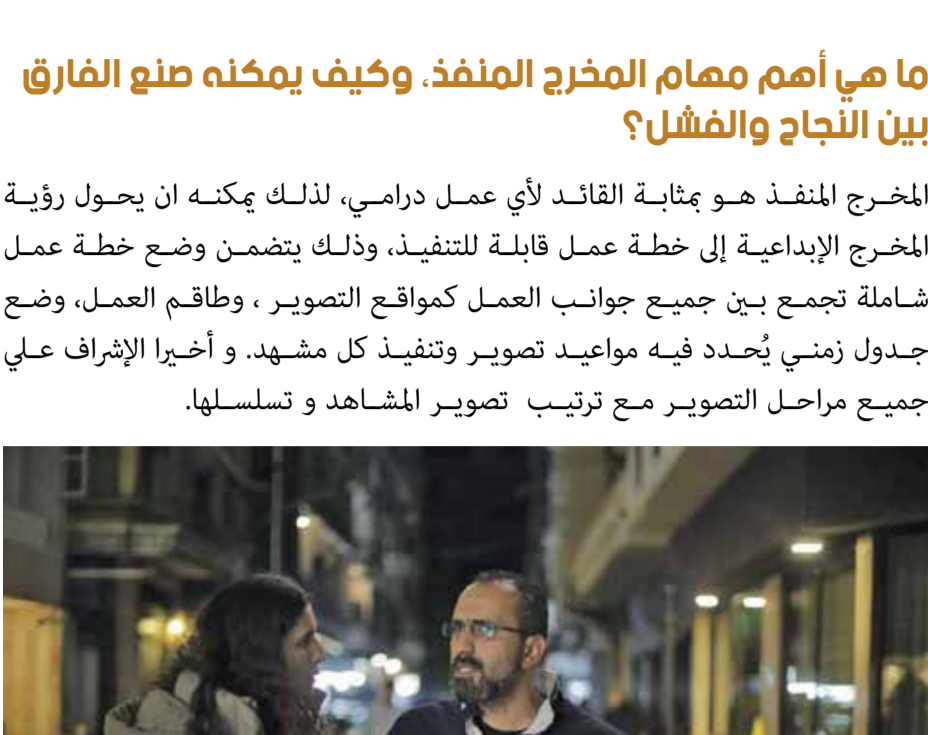 ما هي أهم مهام المخرج المنفذ، وكيف يمكنه صنع الفارق
بين النجاح والفشل؟
المخرج المنفذ هو بمثابة القائد لأي عمل درامي، لذلك يمكنه ان يحول رؤية
المخرج الإبداعية إلى خطة عمل قابلة للتنفيذ، وذلك يتضمن وضع خطة عمل
شاملة تجمع بين جميع جوانب العمل كمواقع التصوير ، وطاقم العمل، وضع
جدول زمني يُحدد فيه مواعيد تصوير وتنفيذ كل مشهد. و أخيرا الإشراف علي
جميع مراحل التصوير مع ترتيب تصوير المشاهد و تسلسلها.